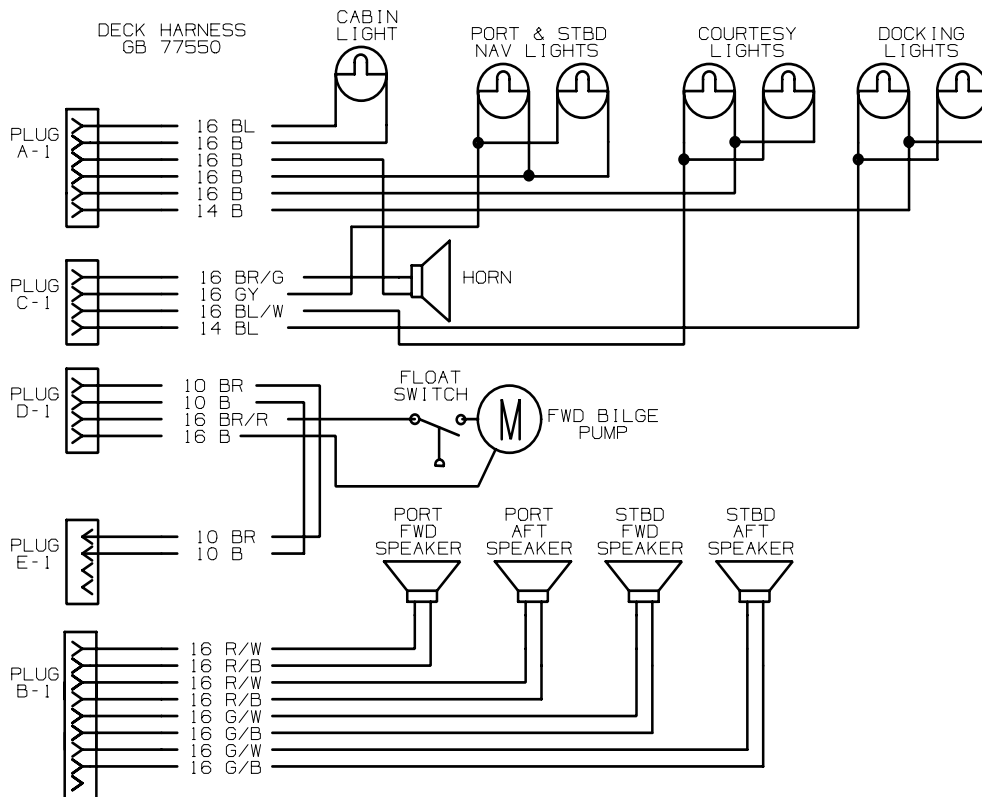 DECK HARNESS
GB 77550
CABIN
LIGHT
PORT & STBD
NAV LIGHTS
COURTESY
LIGHTS
DOCKING
LIGHTS
PLUG
A-1
16 BL
16 B
16 B
16 B
16 B
14 B
PLUG
C-1
16 BR/G
16 GY
16 BL/W
14 BL
HORN
PLUG
D-1
10 BR
10 B
16 BR/R
16 B
FLOAT
SWITCH
M
FWD BILGE
PUMP
PLUG
E-1
10 BR
10 B
PORT
FWD
SPEAKER
PORT
AFT
SPEAKER
STBD
FWD
SPEAKER
STBD
AFT
SPEAKER
PLUG
B-1
16 R/W
16 R/B
16 R/W
16 R/B
16 G/W
16 G/B
16 G/W
16 G/B